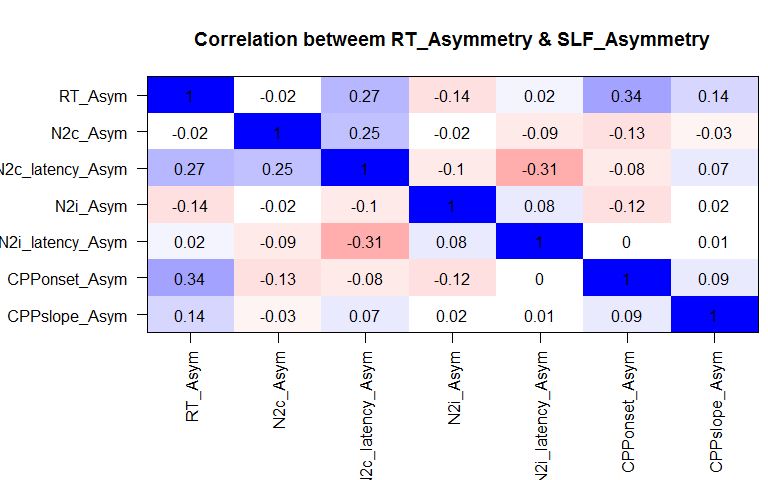 Correlation betweem RT_Asymmetry & SLF_Asymmetry
RT_Asym 1 -0.02 0.27 -0.14 0.02 0.34 0.14
N2c_Asym -0.02 1 0.25 -0.02 -0.09 -0.13 -0.03
N2c_latency_Asym 0.27 0.25 1 -0.1 -0.31 -0.08 0.07
N2i_Asym -0.14 -0.02 -0.1 1 0.08 -0.12 0.02
N2i_latency_Asym 0.02 -0.09 -0.31 0.08 1 0 0.01
CPPonset_Asym 0.34 -0.13 -0.08 -0.12 0 1 0.09
CPPslope_Asym 0.14 -0.03 0.07 0.02 0.01 0.09 1
RT_Asym
N2c_Asym
N2c_latency_Asym
N2i_Asym
N2i_latency_Asym
CPPonset_Asym
CPPslope_Asym